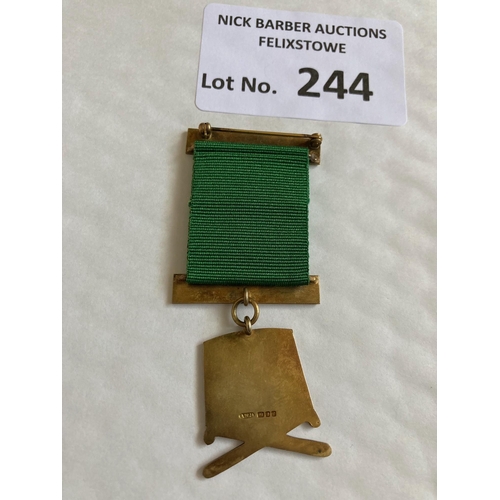 NICK BARBER AUCTIONS
FELIXSTOWE
Lot No. 244